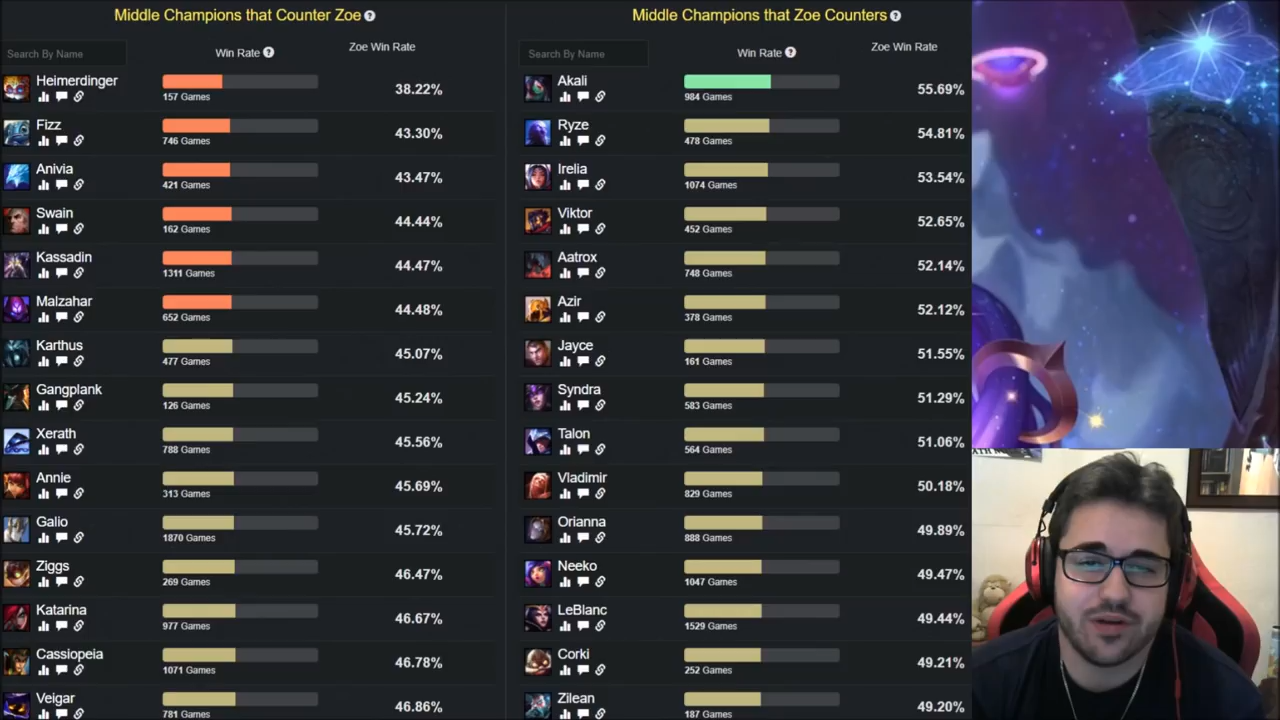 Middle Champions that Counter Zoe ?
Search By Name
Win Rate ?
Zoe Win Rate
Heimerdinger
157 Games
38.22%
Fizz
746 Games
43.30%
Anivia
421 Games
43.47%
Swain
162 Games
44.44%
Kassadin
1311 Games
44.47%
Malzahar
652 Games
44.48%
Karthus
477 Games
45.07%
Gangplank
126 Games
45.24%
Xerath
788 Games
45.56%
Annie
313 Games
45.69%
Galio
1870 Games
45.72%
Ziggs
269 Games
46.47%
Katarina
977 Games
46.67%
Cassiopeia
1071 Games
46.78%
Veigar
781 Games
46.86%
Middle Champions that Zoe Counters ?
Search By Name
Win Rate ?
Zoe Win Rate
Akali
984 Games
55.69%
Ryze
478 Games
54.81%
Irelia
1074 Games
53.54%
Viktor
452 Games
52.65%
Aatrox
748 Games
52.14%
Azir
378 Games
52.12%
Jayce
161 Games
51.55%
Syndra
583 Games
51.29%
Talon
564 Games
51.06%
Vladimir
829 Games
50.18%
Orianna
888 Games
49.89%
Neeko
1047 Games
49.47%
LeBlanc
1529 Games
49.44%
Corki
252 Games
49.21%
Zilean
187 Games
49.20%